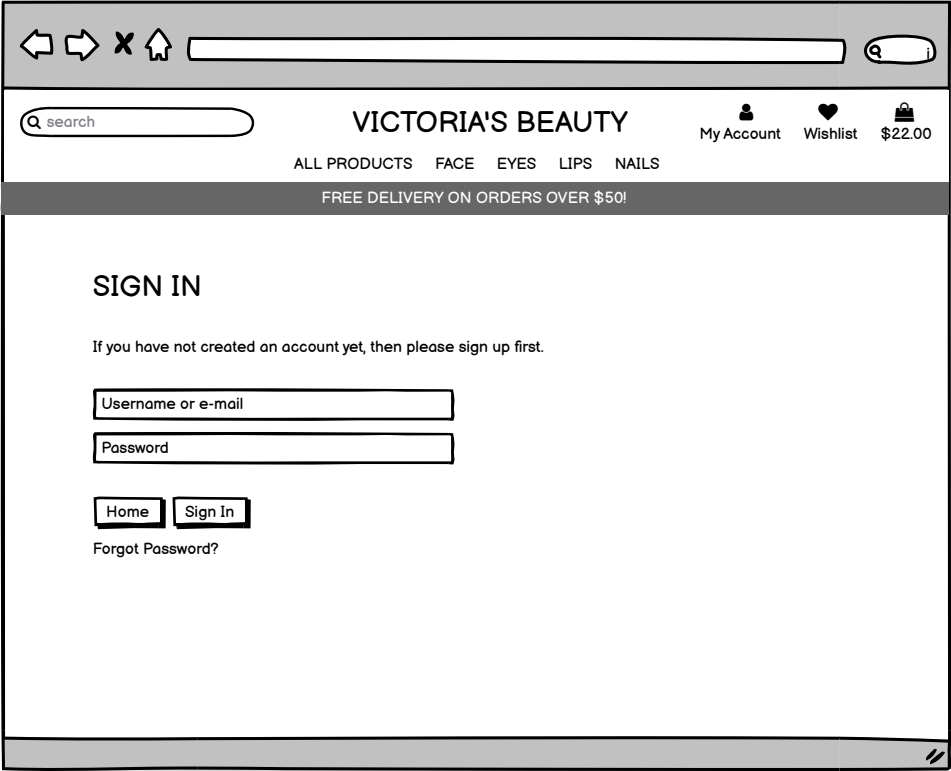 search
VICTORIA'S BEAUTY
My Account Wishlist $22.00
ALL PRODUCTS FACE EYES LIPS NAILS
FREE DELIVERY ON ORDERS OVER $50!
SIGN IN
If you have not created an account yet, then please sign up first.
Username or e-mail
Password
Home Sign In
Forgot Password?